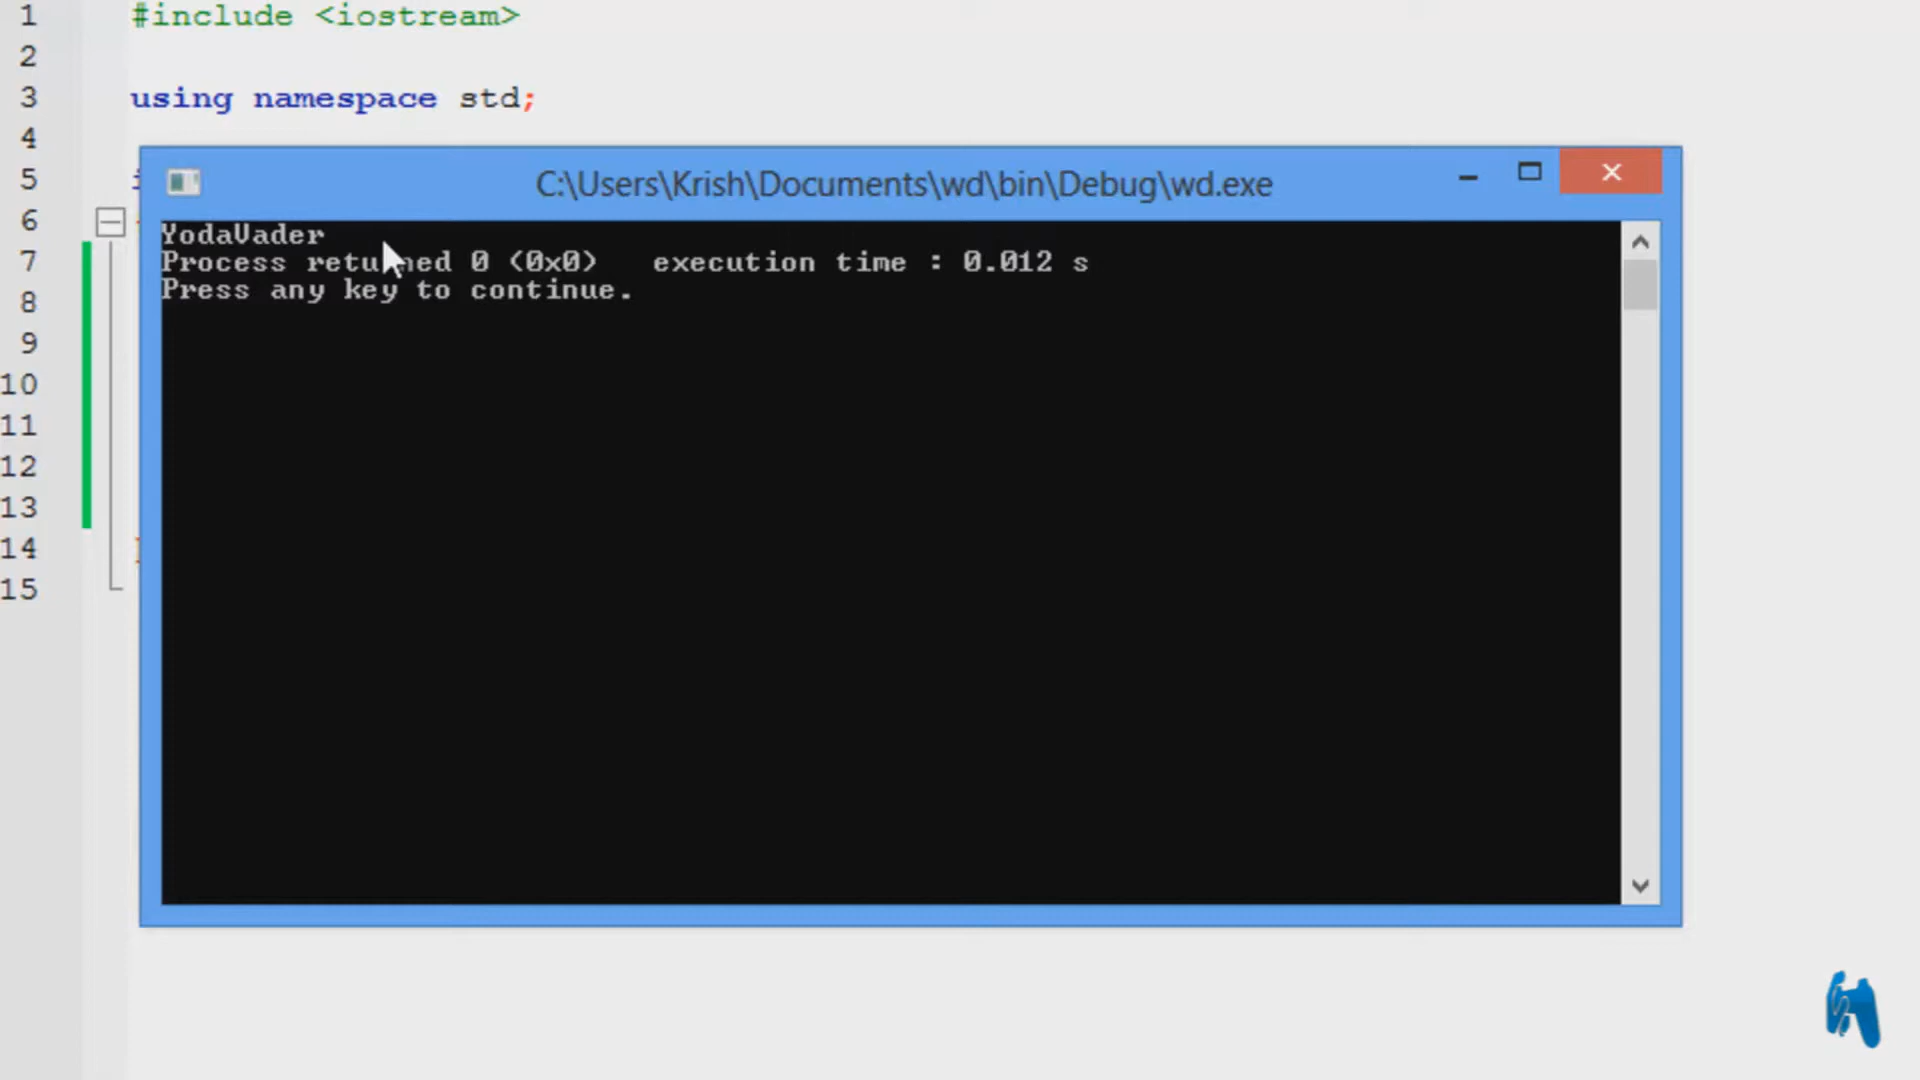 1 #include <iostream>
2
3 using namespace std;
4
5
6
7
8
9
10
11
12
13
14
15
C:\Users\Krish\Documents\wd\bin\Debug\wd.exe
YodaVader
Process returned 0 (0x0)   execution time : 0.012 s
Press any key to continue.